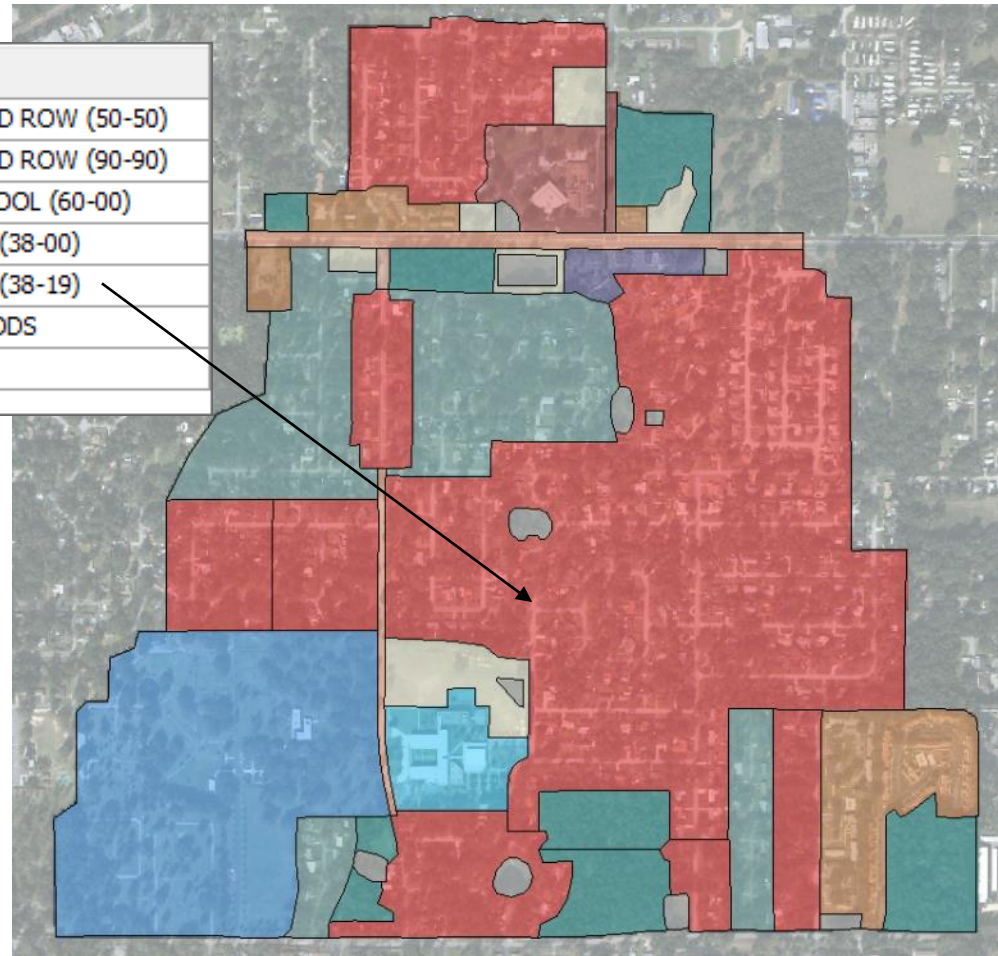 D ROW (50-50)
D ROW (90-90)
OOL (60-00)
(38-00)
(38-19)
ODS